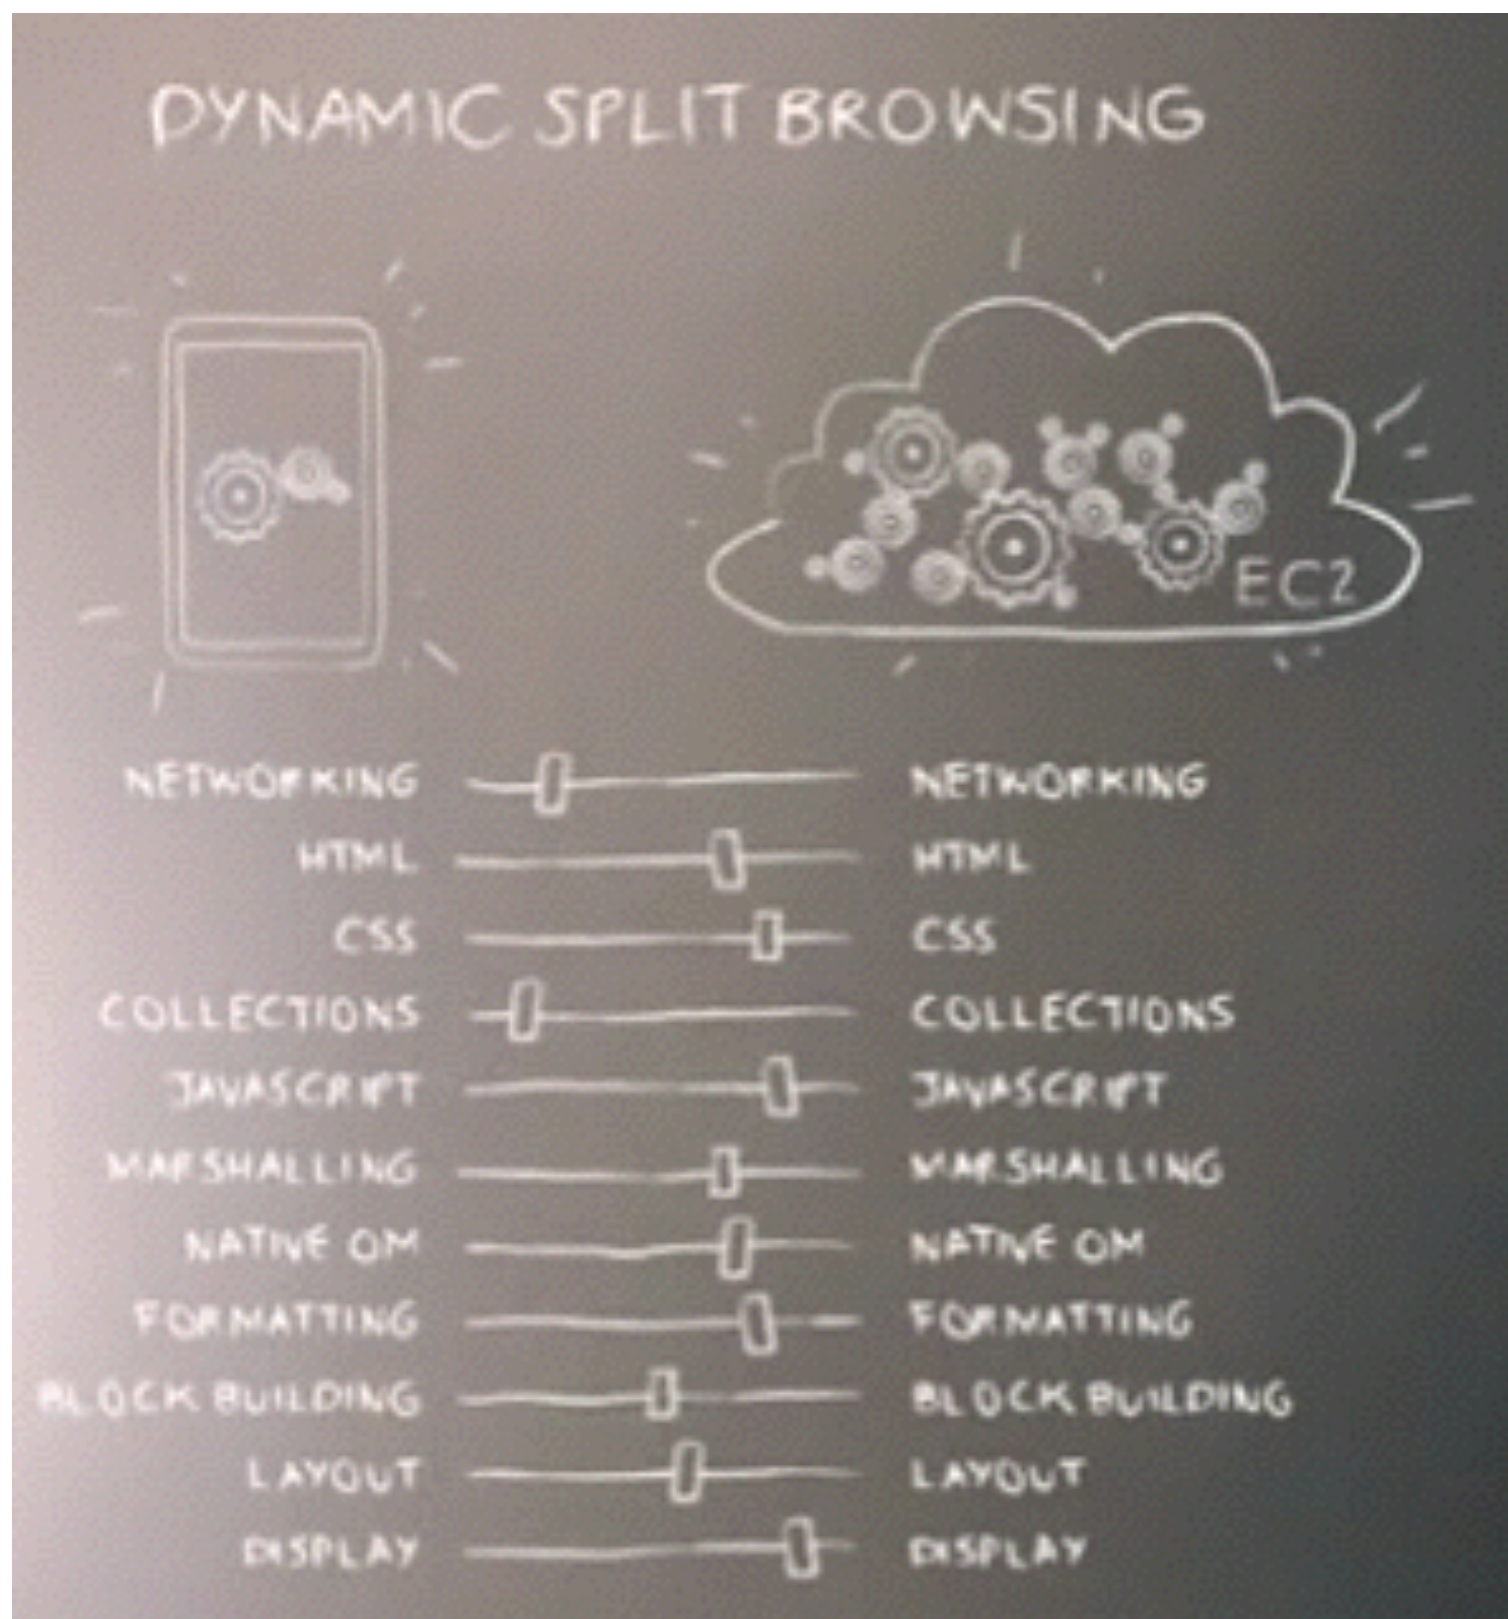 DYNAMIC SPLIT BROWSING
EC2
NETWORKING NETWORKING
HTML HTML
CSS CSS
COLLECTIONS COLLECTIONS
JAVASCRIPT JAVASCRIPT
MARSHALLING MARSHALLING
NATIVE OM NATIVE OM
FORMATTING FORMATTING
BLOCK BUILDING BLOCK BUILDING
LAYOUT LAYOUT
DISPLAY DISPLAY